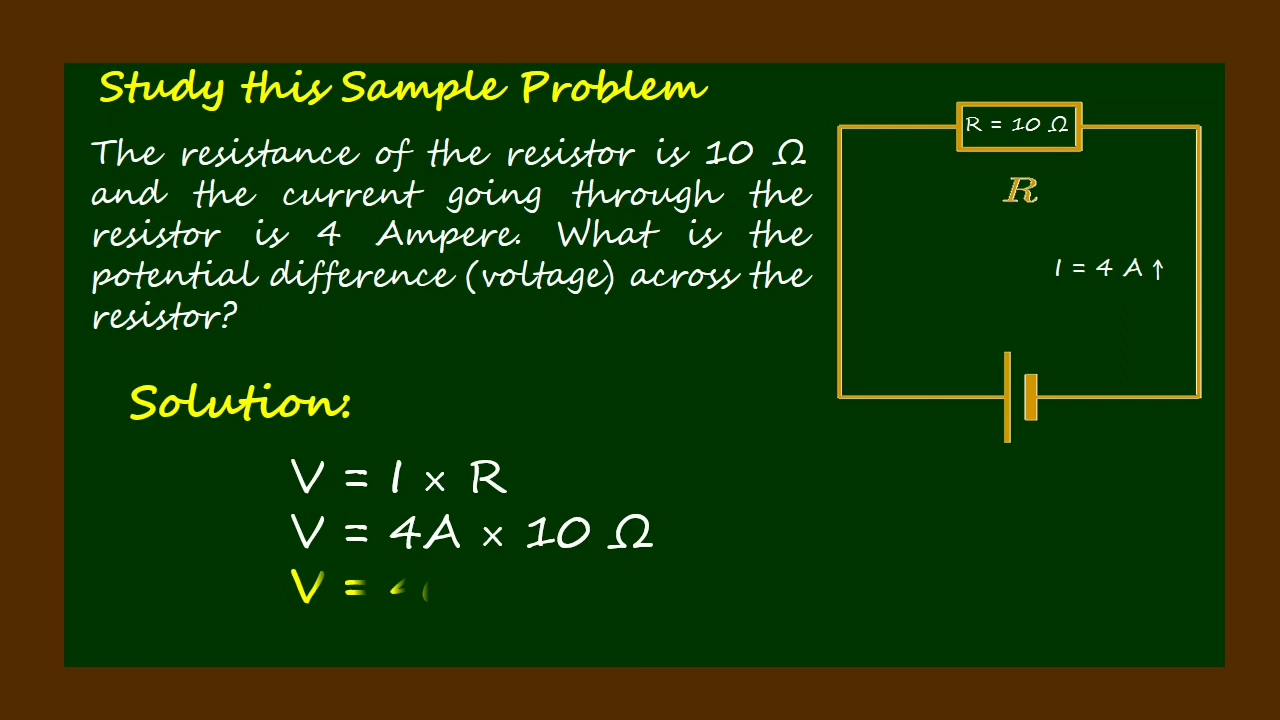 Study this Sample Problem
The resistance of the resistor is 10 Ω
and the current going through the
resistor is 4 Ampere. What is the
potential difference (voltage) across the
resistor?
Solution:
V = I × R
V = 4A × 10 Ω
V =
R = 10 Ω
R
I = 4 A ↑